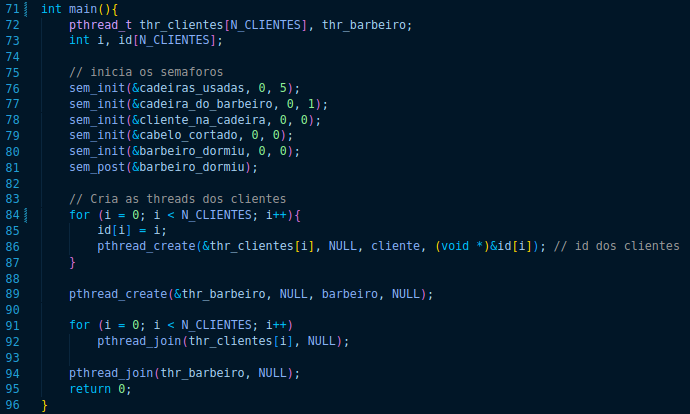 71 int main(){
72     pthread_t thr_clientes[N_CLIENTES], thr_barbeiro;
73     int i, id[N_CLIENTES];
74
75     // inicia os semaforos
76     sem_init(&cadeiras_usadas, 0, 5);
77     sem_init(&cadeira_do_barbeiro, 0, 1);
78     sem_init(&cliente_na_cadeira, 0, 0);
79     sem_init(&cabelo_cortado, 0, 0);
80     sem_init(&barbeiro_dormiu, 0, 0);
81     sem_post(&barbeiro_dormiu);
82
83     // Cria as threads dos clientes
84     for (i = 0; i < N_CLIENTES; i++){
85         id[i] = i;
86         pthread_create(&thr_clientes[i], NULL, cliente, (void *)&id[i]); // id dos clientes
87     }
88
89     pthread_create(&thr_barbeiro, NULL, barbeiro, NULL);
90
91     for (i = 0; i < N_CLIENTES; i++)
92         pthread_join(thr_clientes[i], NULL);
93
94     pthread_join(thr_barbeiro, NULL);
95     return 0;
96 }